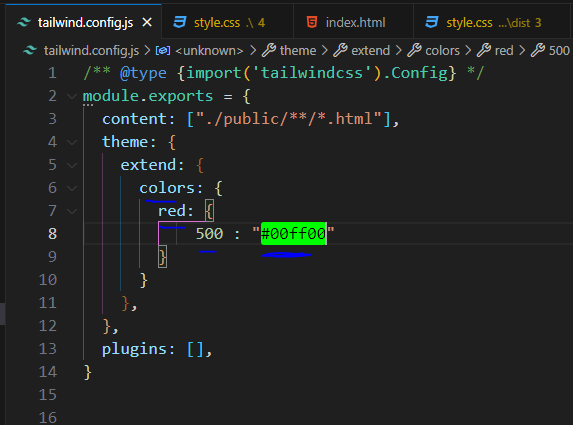 tailwind.config.js × style.css .\ 4 index.html style.css ...\dist 3
tailwind.config.js > <unknown> > theme > extend > colors > red > 500
1 /** @type {import('tailwindcss').Config} */
2 module.exports = {
3 content: ["./public/**/*.html"],
4 theme: {
5 extend: {
6 colors: {
7 red: {
8 500 : "#00ff00"
9 }
10 }
11 },
12 },
13 plugins: [],
14 }
15
16